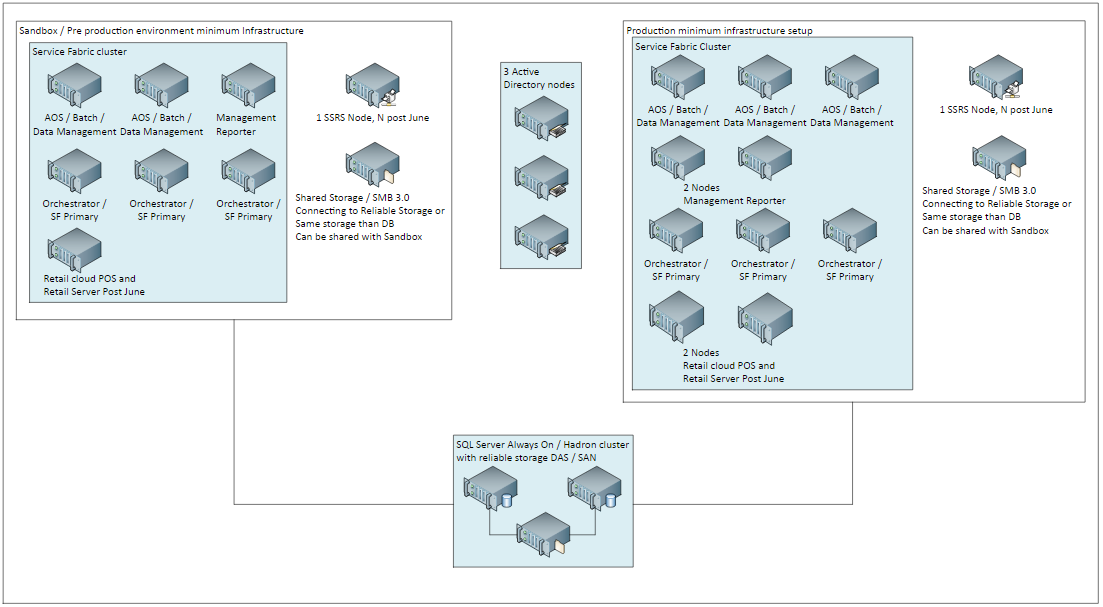 Sandbox / Pre production environment minimum Infrastructure
Service Fabric cluster
AOS / Batch /
Data Management
AOS / Batch /
Data Management
Management
Reporter
Orchestrator /
SF Primary
Orchestrator /
SF Primary
Orchestrator /
SF Primary
Retail cloud POS and
Retail Server Post June
1 SSRS Node, N post June
Shared Storage / SMB 3.0
Connecting to Reliable Storage or
Same storage than DB
Can be shared with Sandbox
3 Active
Directory nodes
Production minimum infrastructure setup
Service Fabric Cluster
AOS / Batch /
Data Management
AOS / Batch /
Data Management
AOS / Batch /
Data Management
2 Nodes
Management Reporter
Orchestrator /
SF Primary
Orchestrator /
SF Primary
Orchestrator /
SF Primary
2 Nodes
Retail cloud POS and
Retail Server Post June
1 SSRS Node, N post June
Shared Storage / SMB 3.0
Connecting to Reliable Storage or
Same storage than DB
Can be shared with Sandbox
SQL Server Always On / Hadron cluster
with reliable storage DAS / SAN